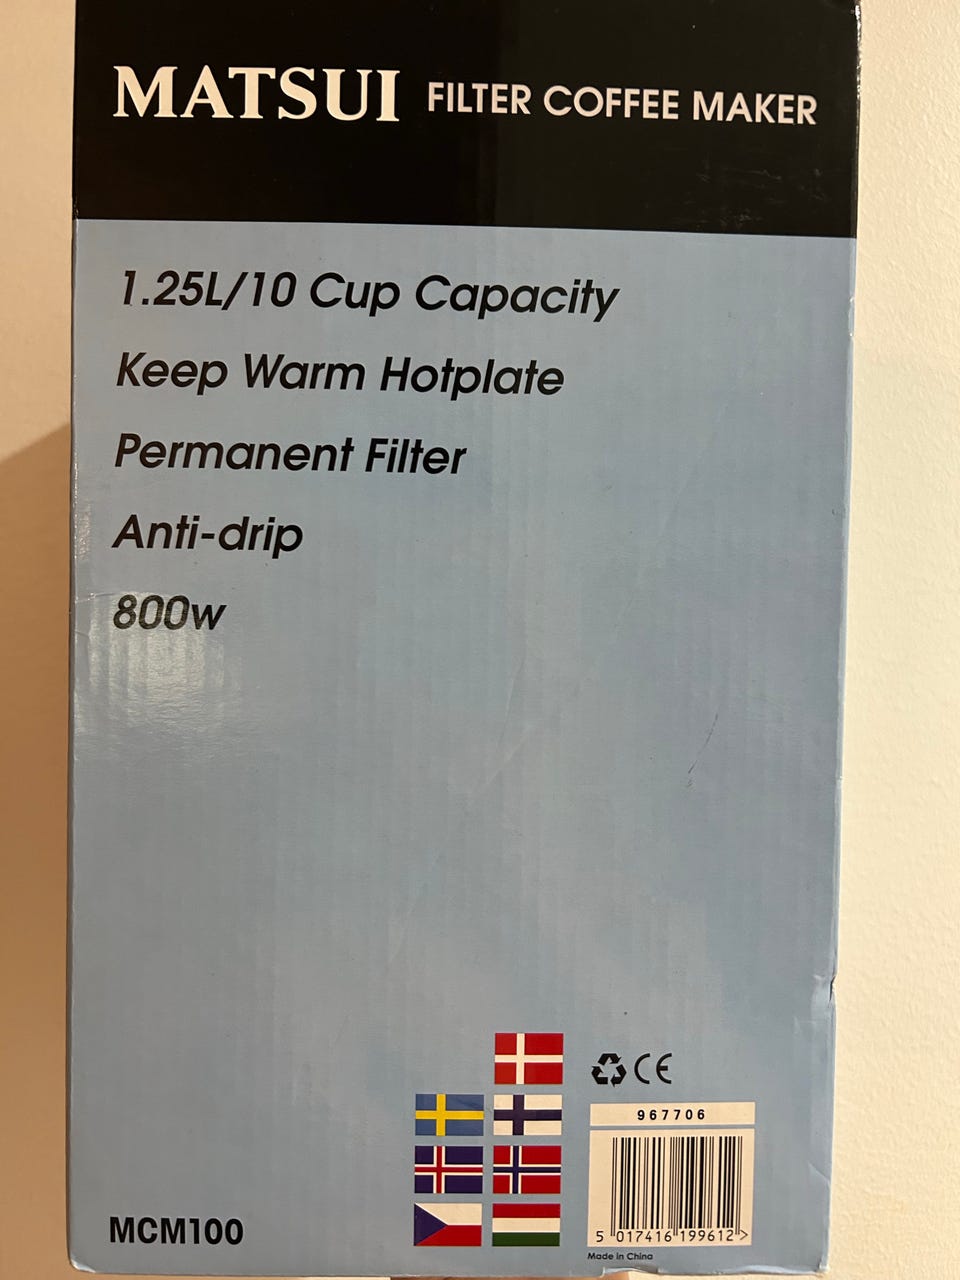 MATSUI FILTER COFFEE MAKER
1.25L/10 Cup Capacity
Keep Warm Hotplate
Permanent Filter
Anti-drip
800w
CE
967706
5 017416 199612 >
Made in China
MCM100